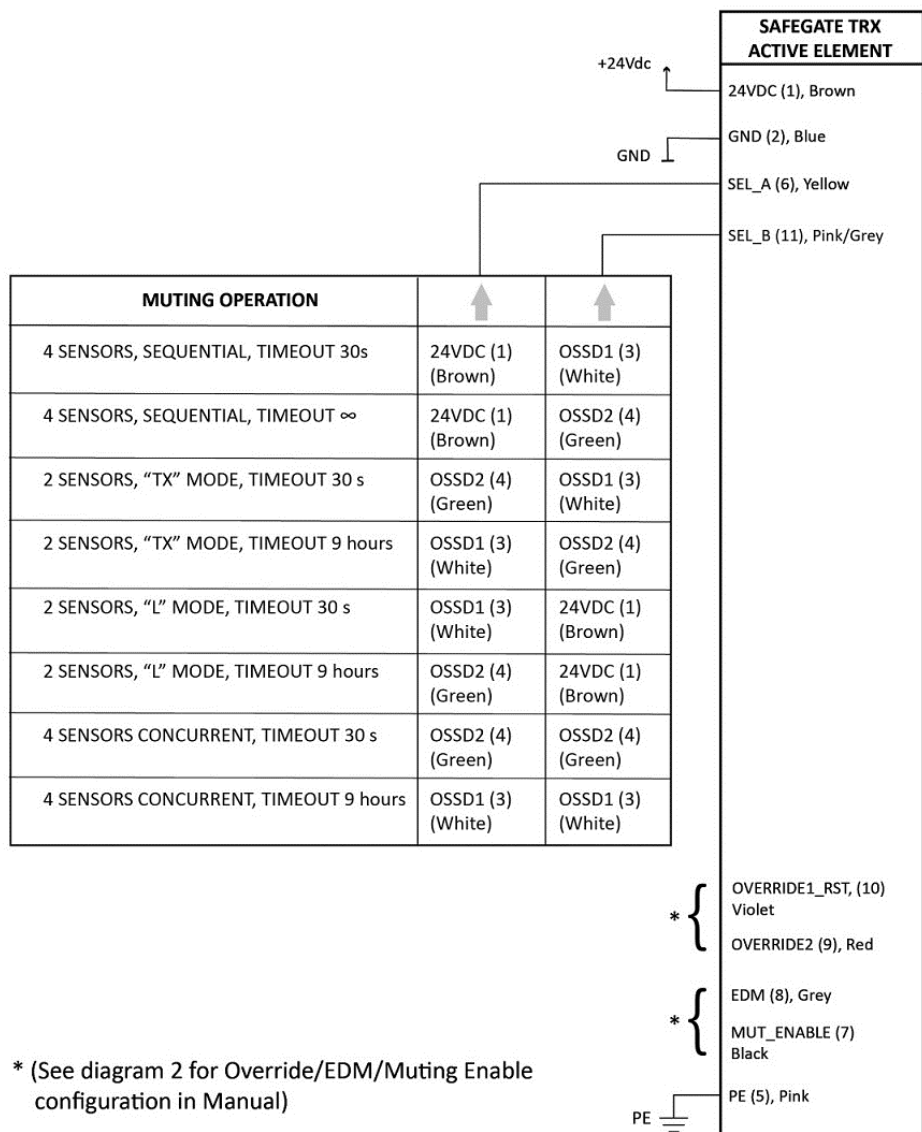 SAFEGATE TRX
ACTIVE ELEMENT
+24Vdc
24VDC (1), Brown
GND (2), Blue
GND
SEL_A (6), Yellow
SEL_B (11), Pink/Grey
MUTING OPERATION
4 SENSORS, SEQUENTIAL, TIMEOUT 30s
24VDC (1)
(Brown)
OSSD1 (3)
(White)
4 SENSORS, SEQUENTIAL, TIMEOUT ∞
24VDC (1)
(Brown)
OSSD2 (4)
(Green)
2 SENSORS, “TX” MODE, TIMEOUT 30 s
OSSD2 (4)
(Green)
OSSD1 (3)
(White)
2 SENSORS, “TX” MODE, TIMEOUT 9 hours
OSSD1 (3)
(White)
OSSD2 (4)
(Green)
2 SENSORS, “L” MODE, TIMEOUT 30 s
OSSD1 (3)
(White)
24VDC (1)
(Brown)
2 SENSORS, “L” MODE, TIMEOUT 9 hours
OSSD2 (4)
(Green)
24VDC (1)
(Brown)
4 SENSORS CONCURRENT, TIMEOUT 30 s
OSSD2 (4)
(Green)
OSSD2 (4)
(Green)
4 SENSORS CONCURRENT, TIMEOUT 9 hours
OSSD1 (3)
(White)
OSSD1 (3)
(White)
OVERRIDE1_RST, (10)
Violet
*
OVERRIDE2 (9), Red
EDM (8), Grey
*
MUT_ENABLE (7)
Black
* (See diagram 2 for Override/EDM/Muting Enable
configuration in Manual)
PE (5), Pink
PE